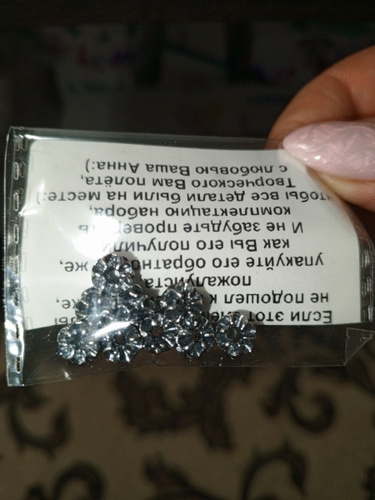 Если этот
не подошел к
пожалуйста
упакуйте его обратно
как Вы его получили
И не забудьте проверить
комплектацию набора,
чтобы все детали были на месте:)
Творческого Вам полёта,
с любовью Ваша Анна:)